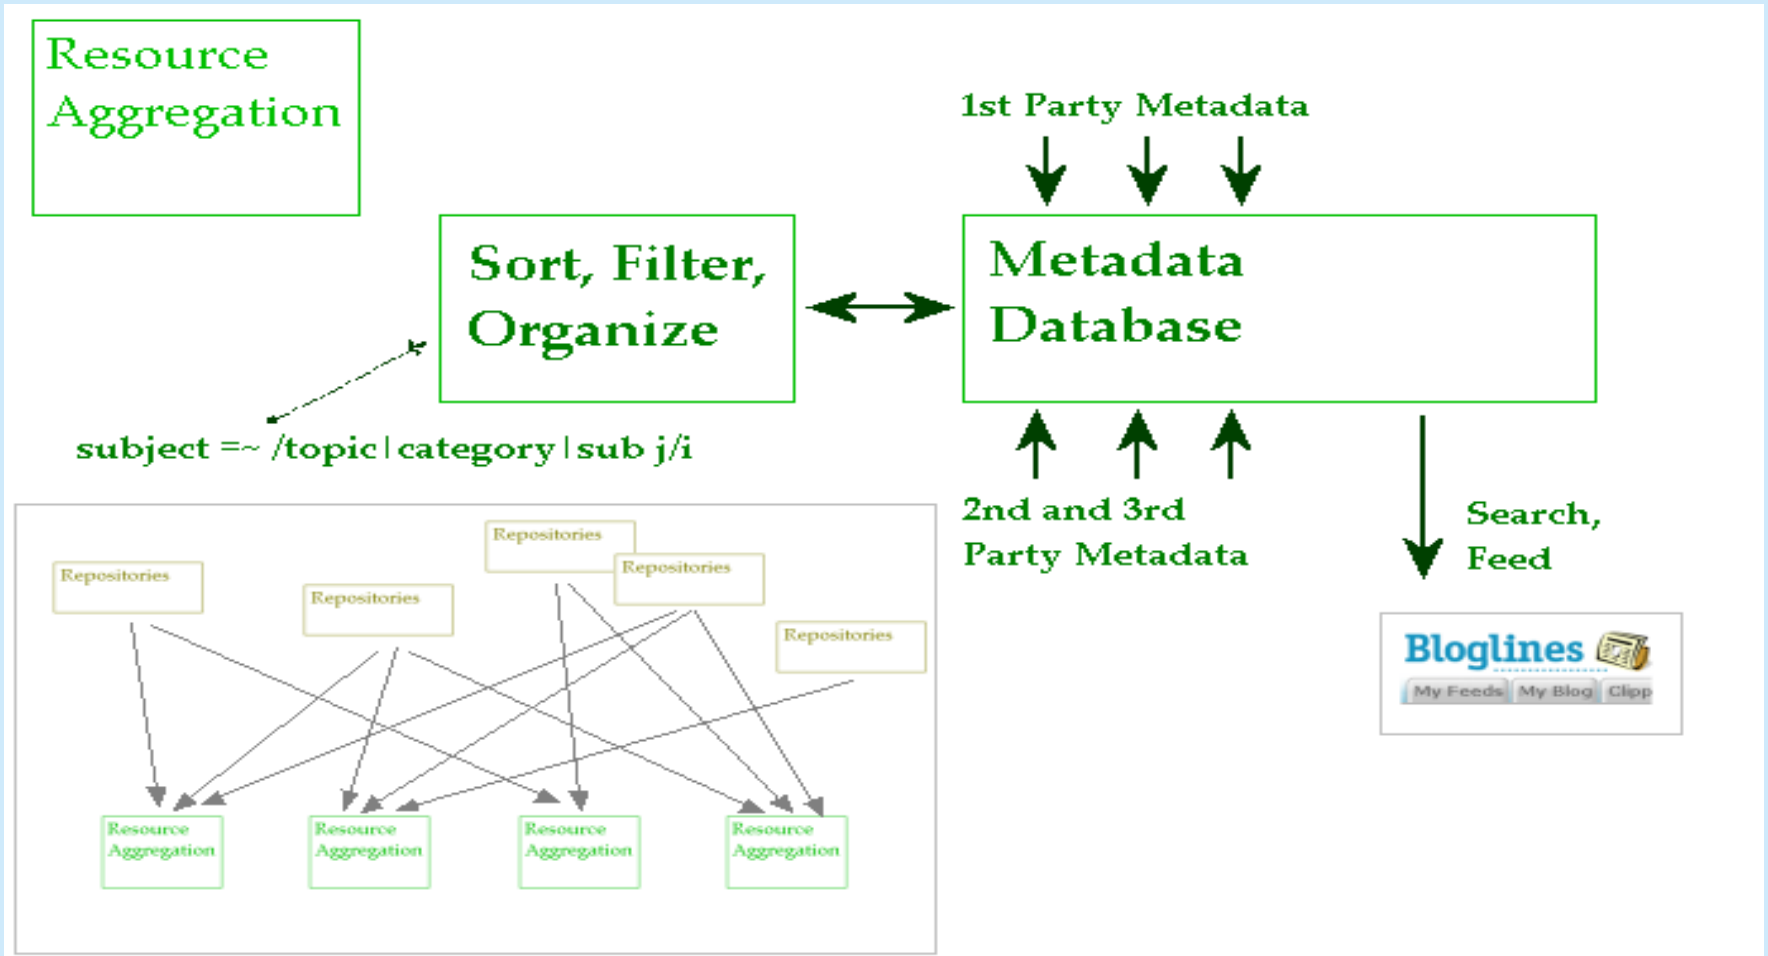 Resource
Aggregation
1st Party Metadata
Sort, Filter,
Organize
Metadata
Database
subject =~ /topic|category|sub j/i
2nd and 3rd
Party Metadata
Search,
Feed
Repositories
Repositories
Repositories
Repositories
Repositories
Bloglines
My Feeds My Blog Clipp
Resource
Aggregation
Resource
Aggregation
Resource
Aggregation
Resource
Aggregation